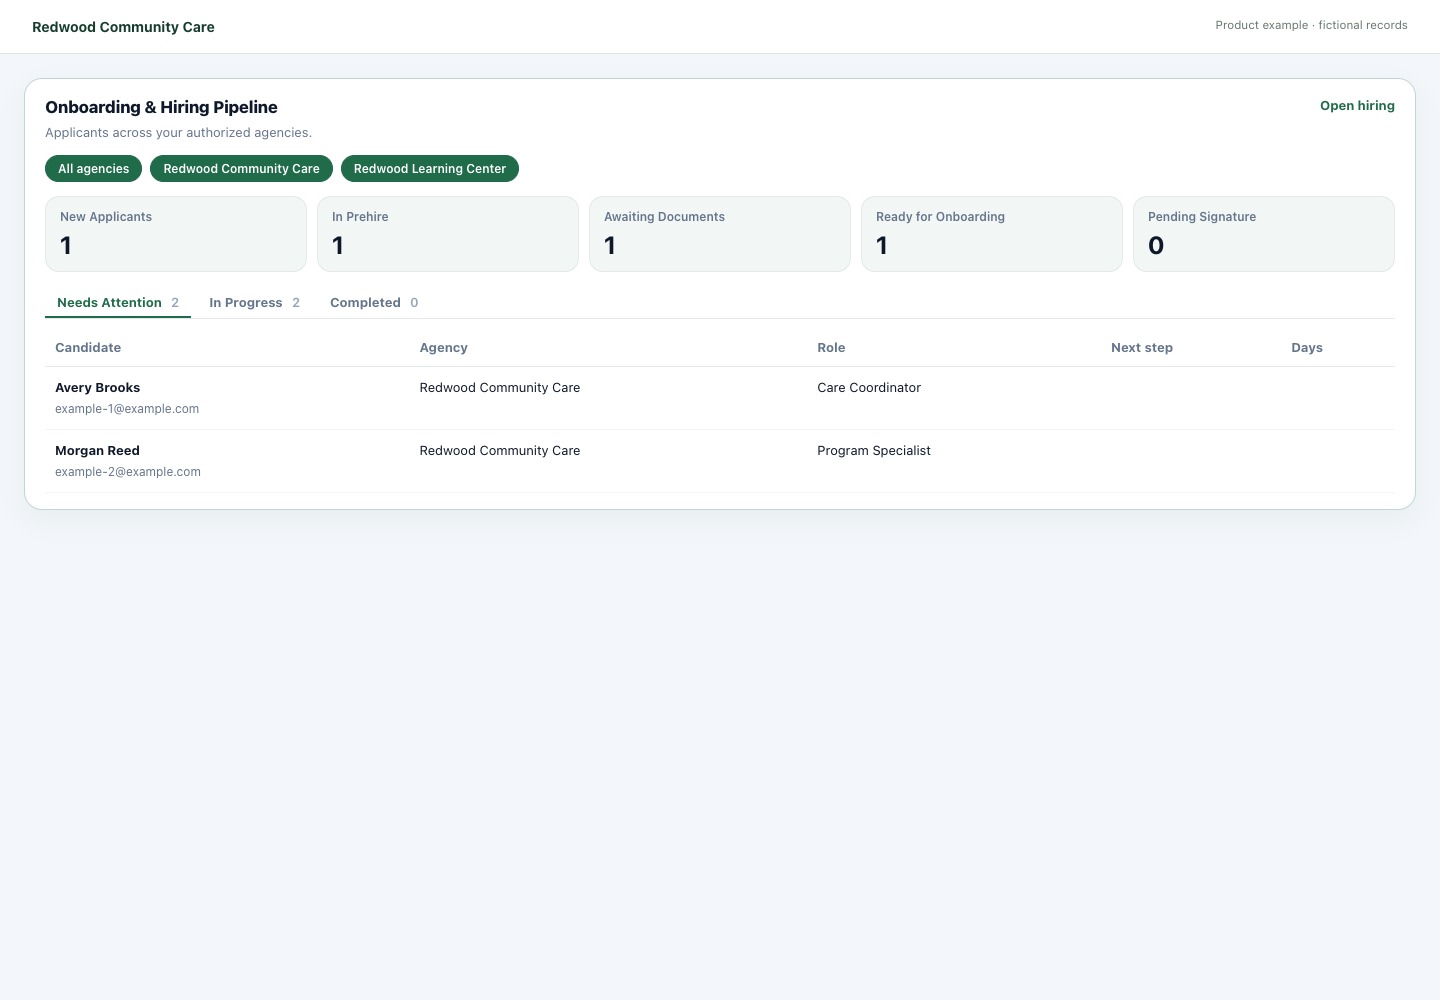 Redwood Community Care
Product example · fictional records
Onboarding & Hiring Pipeline
Open hiring
Applicants across your authorized agencies.
All agencies
Redwood Community Care
Redwood Learning Center
New Applicants
1
In Prehire
1
Awaiting Documents
1
Ready for Onboarding
1
Pending Signature
0
Needs Attention 2
In Progress 2
Completed 0
Candidate Agency Role Next step Days
Avery Brooks Redwood Community Care Care Coordinator
example-1@example.com
Morgan Reed Redwood Community Care Program Specialist
example-2@example.com